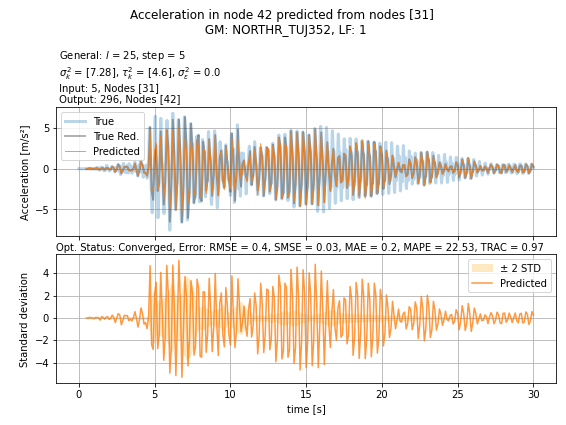 Acceleration in node 42 predicted from nodes [31]
GM: NORTHR_TUJ352, LF: 1
General: l = 25, step = 5
σ²ₖ = [7.28], τ²ₖ = [4.6], σ²ε = 0.0
Input: 5, Nodes [31]
Output: 296, Nodes [42]
True
True Red.
Predicted
Acceleration [m/s²]
5
0
−5
Opt. Status: Converged, Error: RMSE = 0.4, SMSE = 0.03, MAE = 0.2, MAPE = 22.53, TRAC = 0.97
± 2 STD
Predicted
Standard deviation
4
2
0
−2
−4
0 5 10 15 20 25 30
time [s]